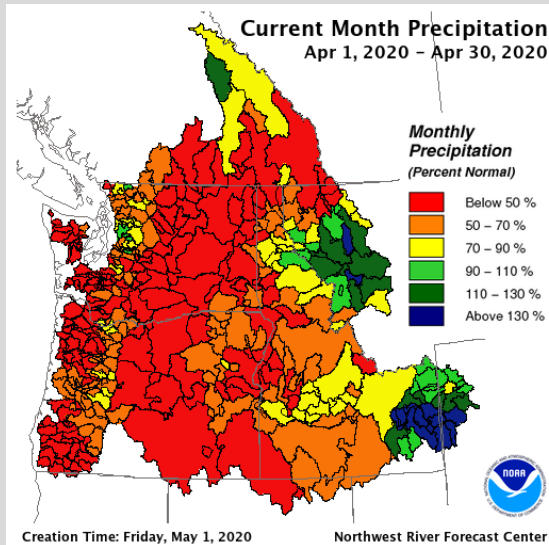 Current Month Precipitation
Apr 1, 2020 – Apr 30, 2020
Monthly
Precipitation
(Percent Normal)
Below 50 %
50 – 70 %
70 – 90 %
90 – 110 %
110 – 130 %
Above 130 %
NOAA
Creation Time: Friday, May 1, 2020
Northwest River Forecast Center